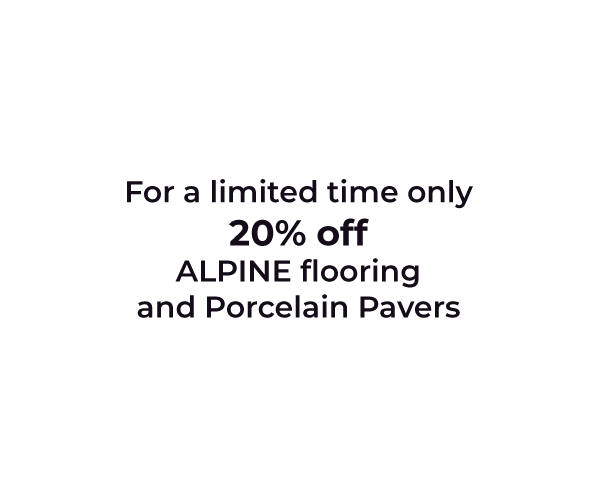 For a limited time only
20% off
ALPINE flooring
and Porcelain Pavers